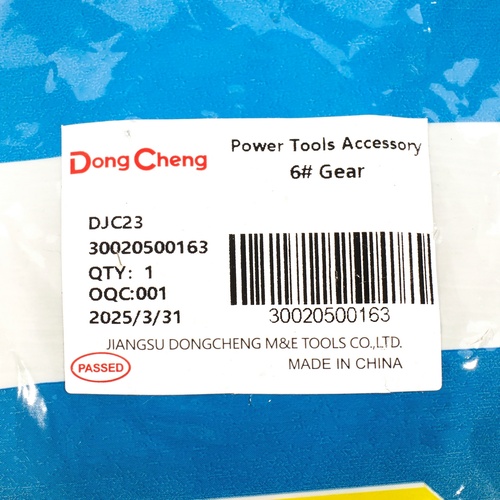 Dong Cheng
Power Tools Accessory
6# Gear
DJC23
30020500163
QTY: 1
OQC:001
2025/3/31
30020500163
JIANGSU DONGCHENG M&E TOOLS CO.,LTD.
PASSED
MADE IN CHINA